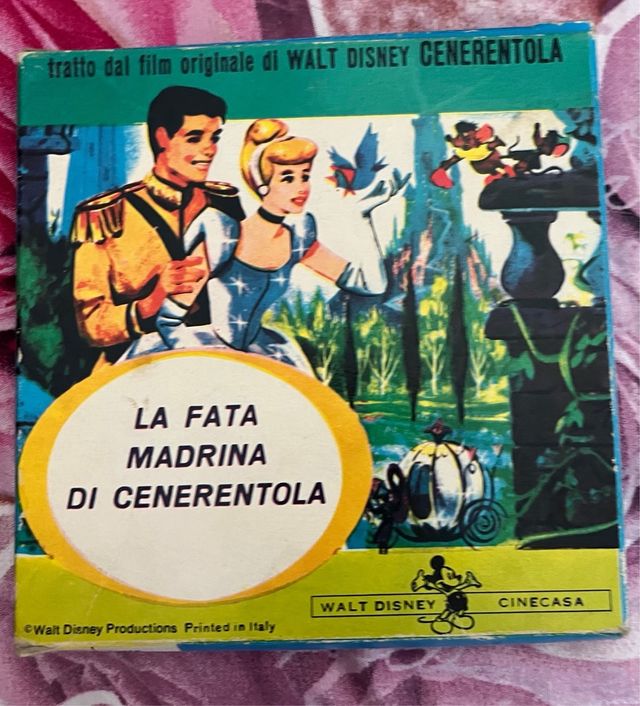 tratto dal film originale di WALT DISNEY CENERENTOLA
LA FATA
MADRINA
DI CENERENTOLA
WALT DISNEY CINECASA
©Walt Disney Productions Printed in Italy